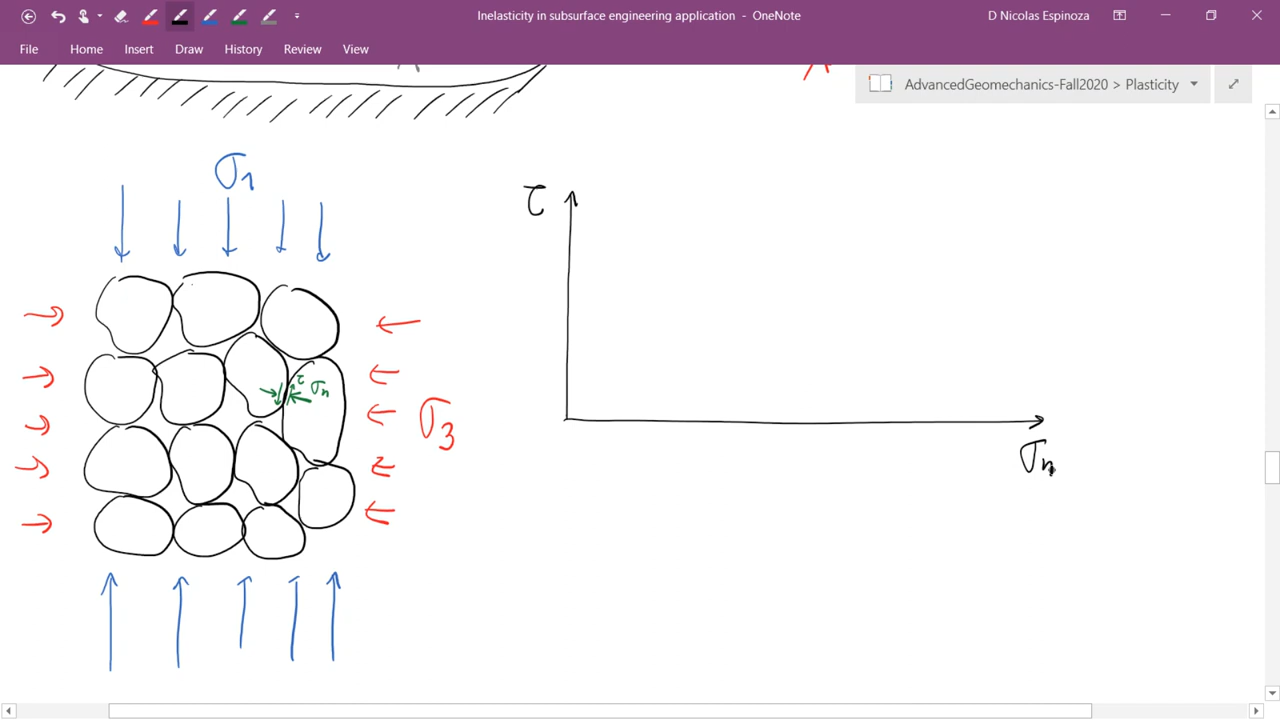 Inelasticity in subsurface engineering application - OneNote
D Nicolas Espinoza
File Home Insert Draw History Review View
AdvancedGeomechanics-Fall2020 > Plasticity
σ1
τ
τ σn
σ3
σn